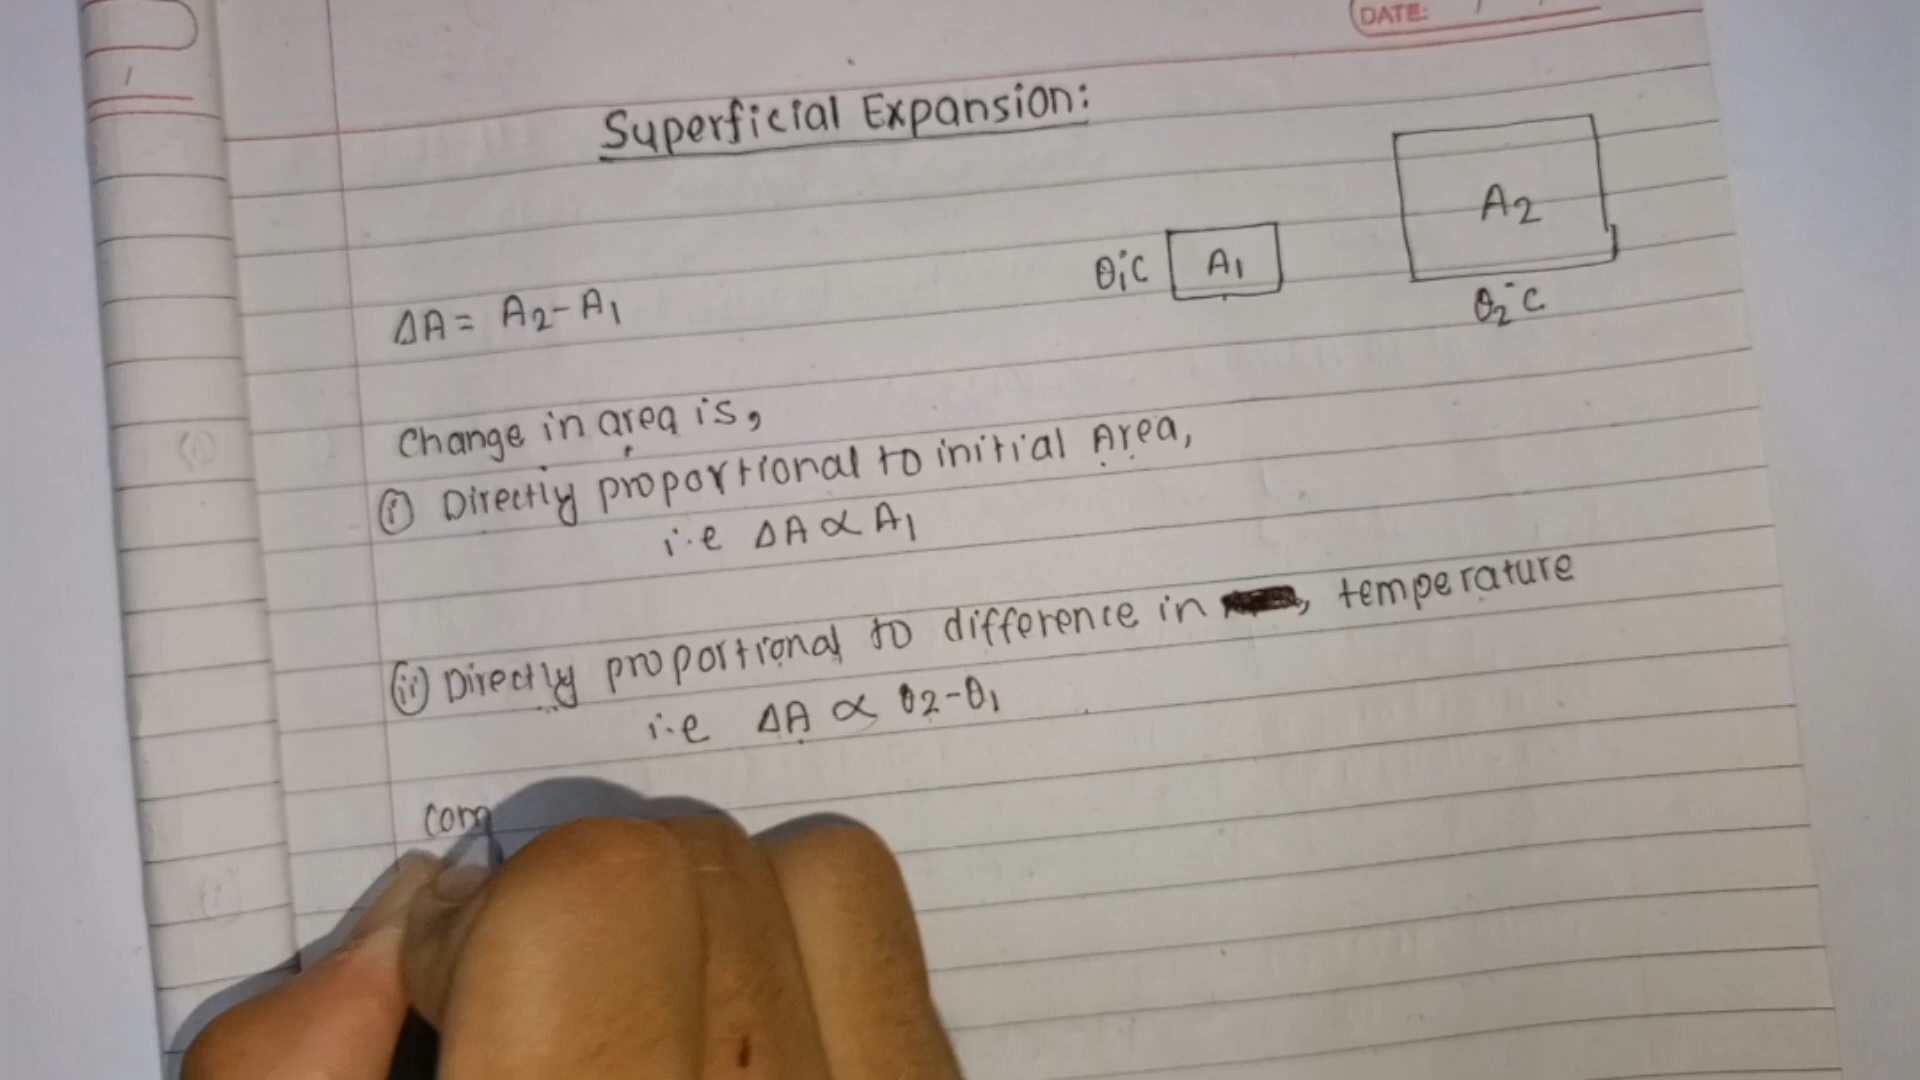 DATE:
Superficial Expansion:
A2
θ1°C A1
θ2°C
ΔA = A2-A1
Change in area is,
(i) Directly proportional to initial Area,
i.e ΔA ∝ A1
(ii) Directly proportional to difference in , temperature
i.e ΔA ∝ θ2-θ1
com